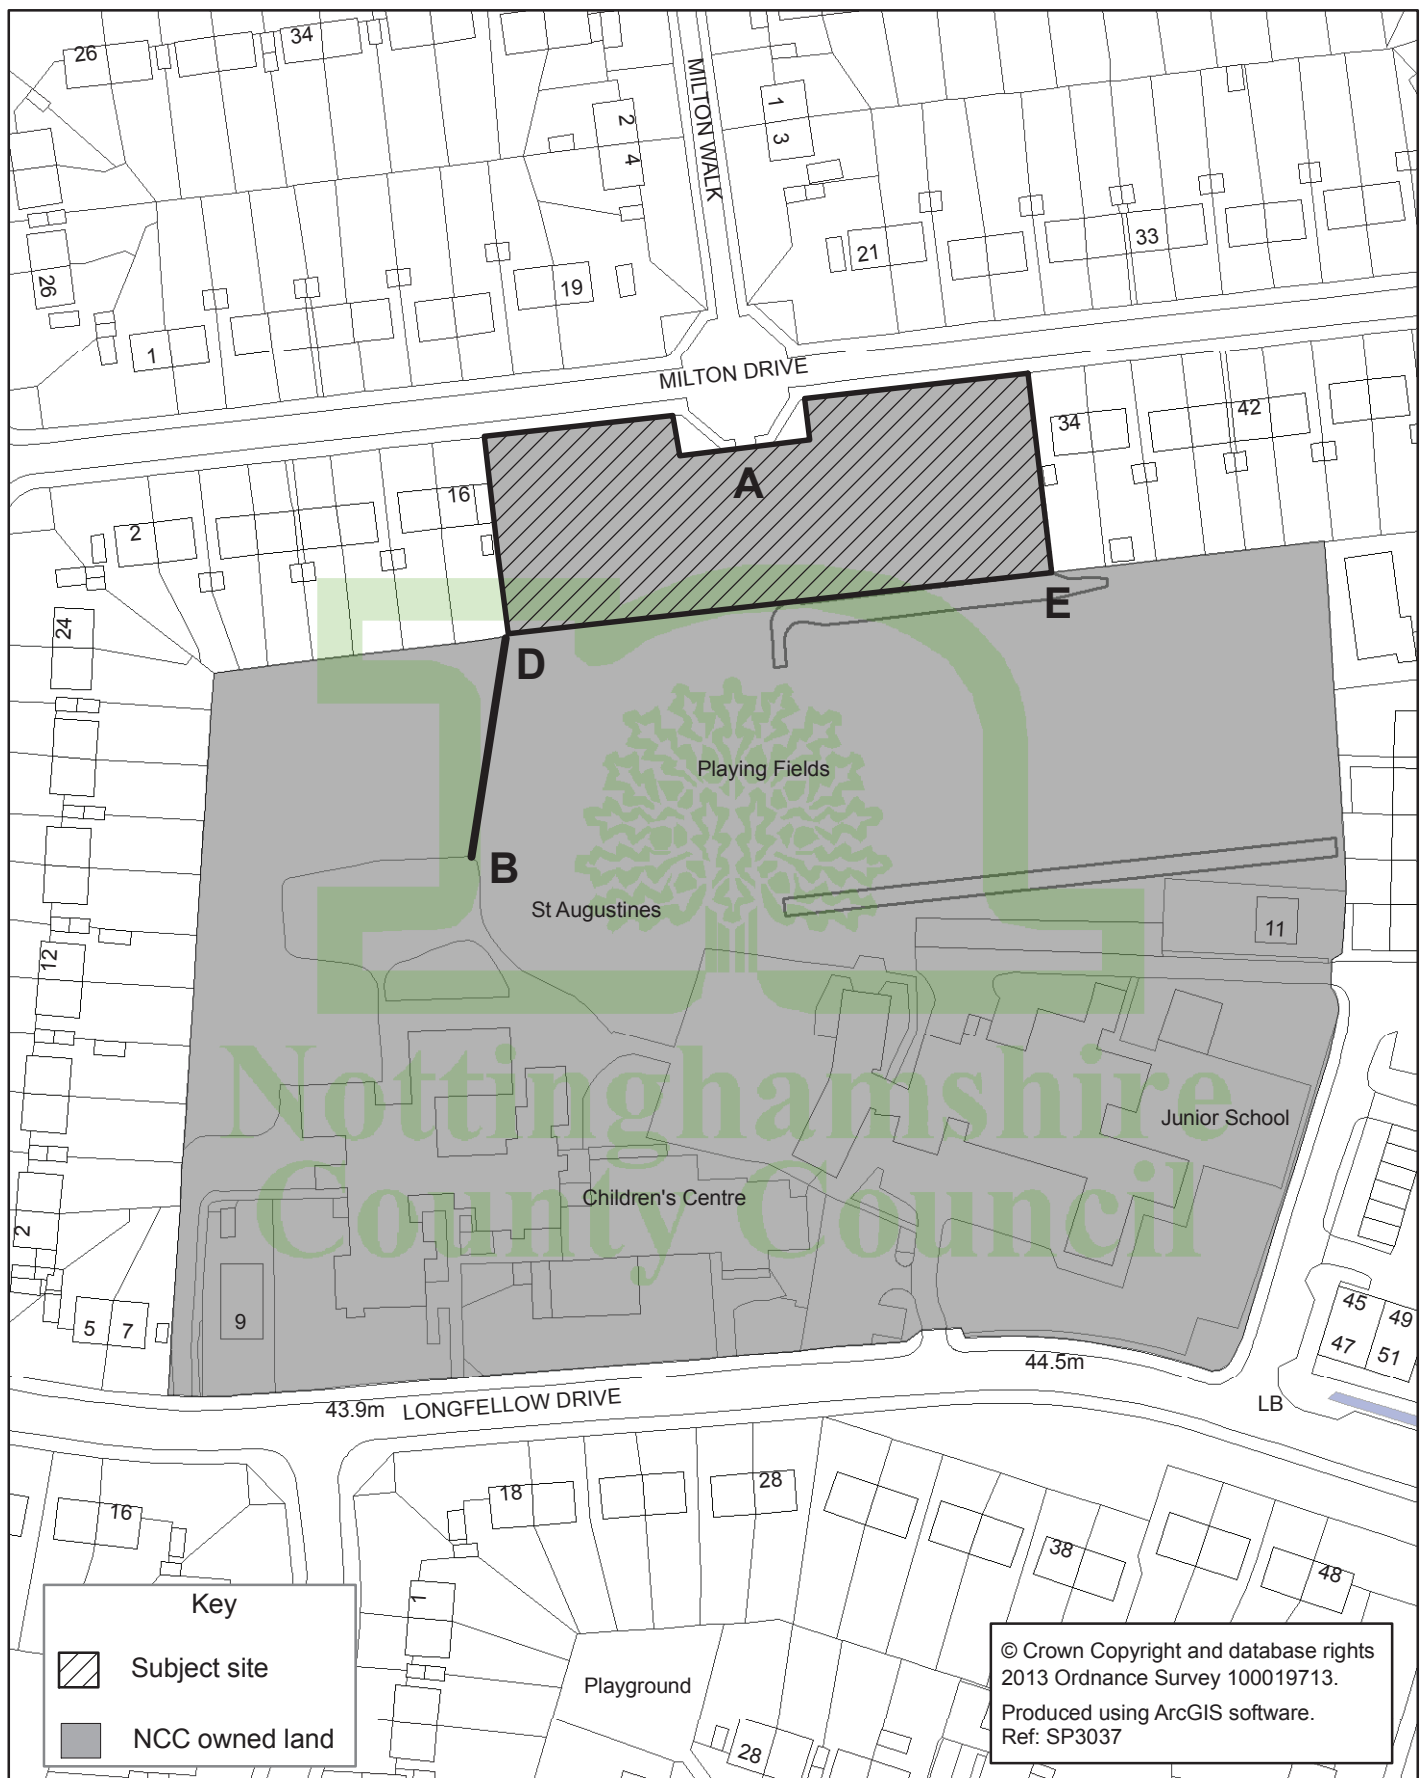 26
34
2
4
MILTON WALK
1
3
26
1
19
21
33
MILTON DRIVE
2
16
34
42
A
D
E
24
Playing Fields
B
St Augustines
11
12
Nottinghamshire
County Council
Junior School
Children's Centre
2
5
7
9
45
49
47
51
44.5m
43.9m
LONGFELLOW DRIVE
LB
16
18
28
38
48
1
Playground
28
Key
Subject site
NCC owned land
© Crown Copyright and database rights
2013 Ordnance Survey 100019713.
Produced using ArcGIS software.
Ref: SP3037